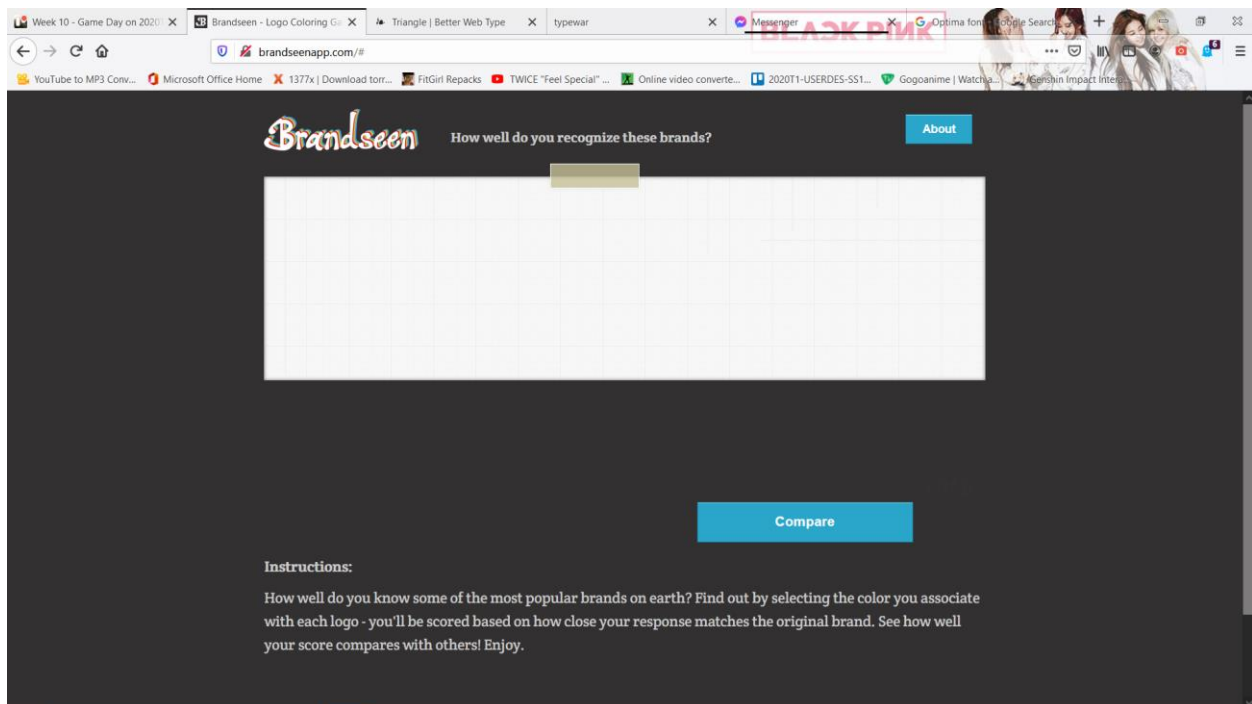 Week 10 - Game Day on 2020
Brandseen - Logo Coloring Ga
Triangle | Better Web Type
typewar
Messenger
Optima font - Google Search
BLACKPINK
brandseenapp.com/#
6
YouTube to MP3 Conv...
Microsoft Office Home
1377x | Download torr...
FitGirl Repacks
TWICE "Feel Special" ...
Online video converte...
2020T1-USERDES-SS1...
Gogoanime | Watch a...
Genshin Impact Inter...
Brandseen
How well do you recognize these brands?
About
Compare
Instructions:
How well do you know some of the most popular brands on earth? Find out by selecting the color you associate
with each logo - you'll be scored based on how close your response matches the original brand. See how well
your score compares with others! Enjoy.